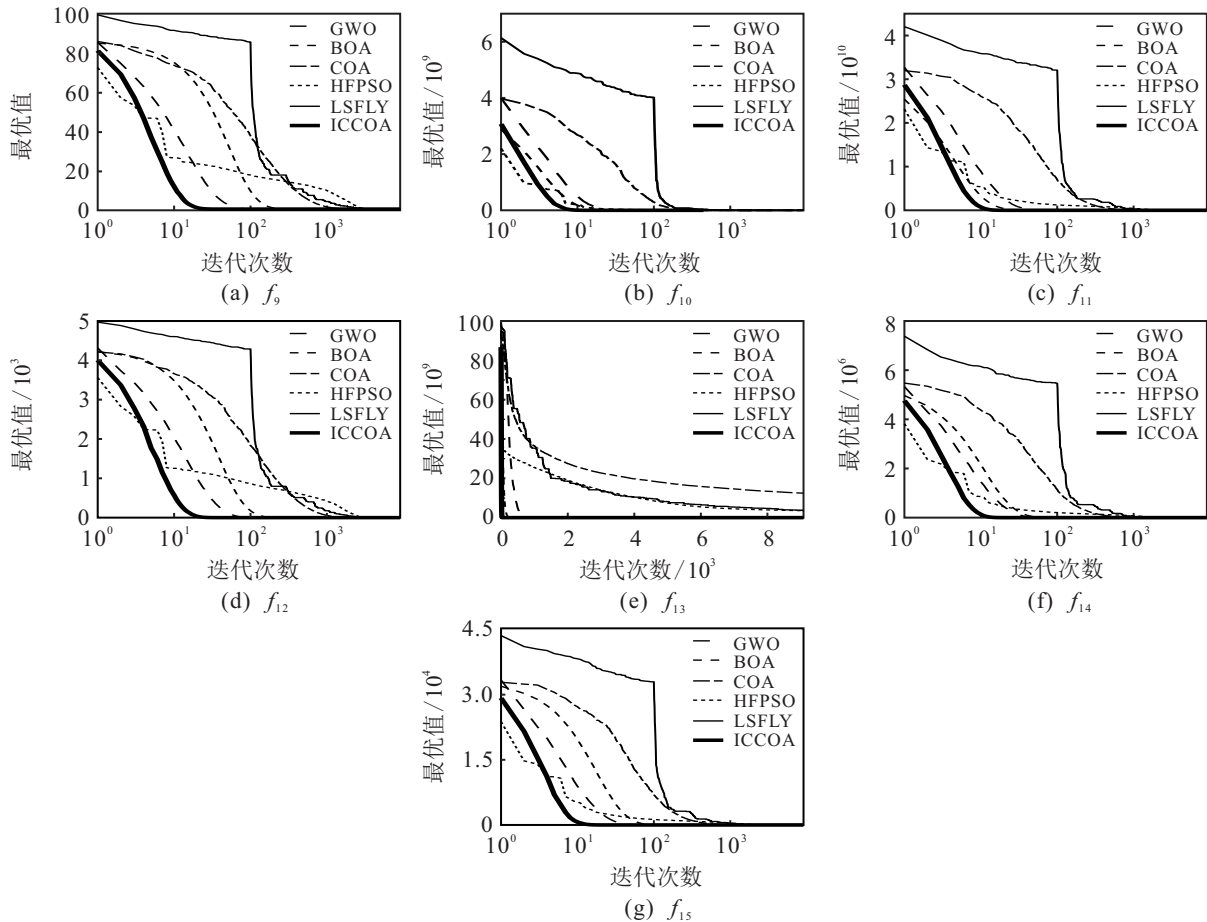 最优值
100
80
60
40
20
0
GWO
BOA
COA
HFPSO
LSFLY
ICCOA
10⁰ 10¹ 10² 10³
迭代次数
(a) f₉
最优值/10⁹
6
4
2
0
GWO
BOA
COA
HFPSO
LSFLY
ICCOA
10⁰ 10¹ 10² 10³
迭代次数
(b) f₁₀
最优值/10¹⁰
4
3
2
1
0
GWO
BOA
COA
HFPSO
LSFLY
ICCOA
10⁰ 10¹ 10² 10³
迭代次数
(c) f₁₁
最优值/10³
5
4
3
2
1
0
GWO
BOA
COA
HFPSO
LSFLY
ICCOA
10⁰ 10¹ 10² 10³
迭代次数
(d) f₁₂
最优值/10⁹
100
80
60
40
20
0
GWO
BOA
COA
HFPSO
LSFLY
ICCOA
0 2 4 6 8
迭代次数/10³
(e) f₁₃
最优值/10⁶
8
6
4
2
0
GWO
BOA
COA
HFPSO
LSFLY
ICCOA
10⁰ 10¹ 10² 10³
迭代次数
(f) f₁₄
最优值/10⁴
4.5
3.0
1.5
0
GWO
BOA
COA
HFPSO
LSFLY
ICCOA
10⁰ 10¹ 10² 10³
迭代次数
(g) f₁₅